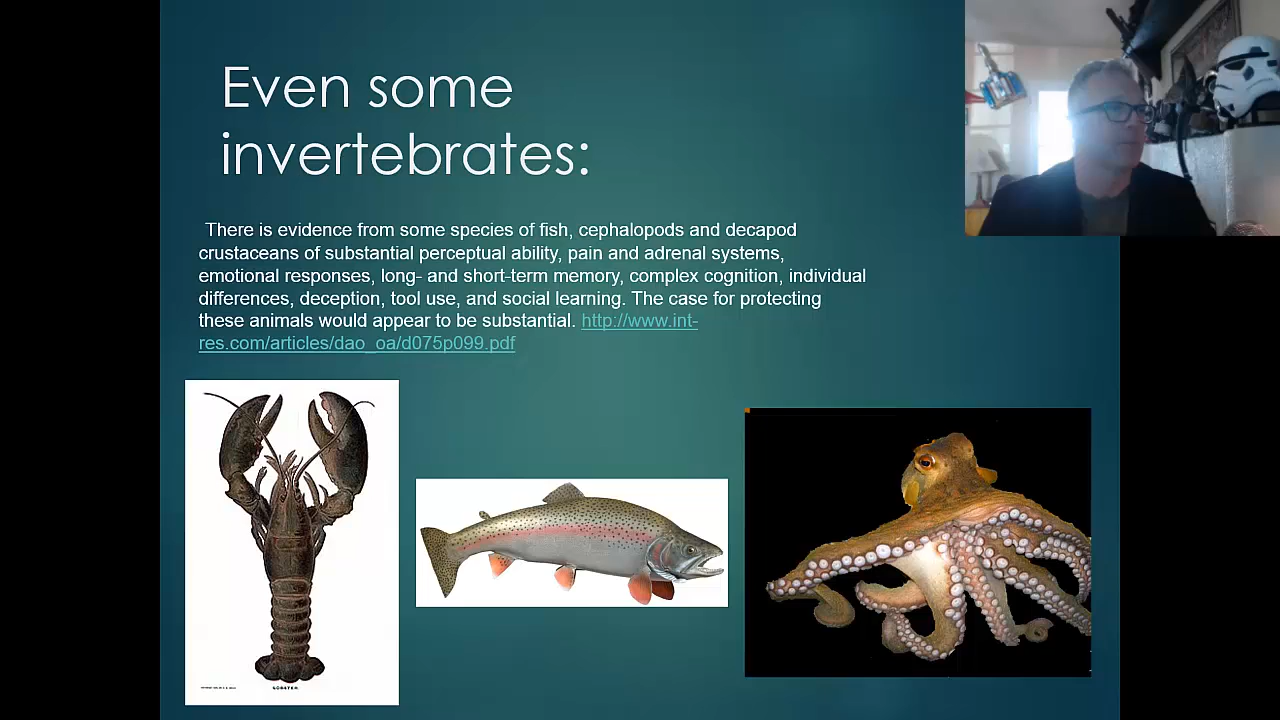 Even some
invertebrates:
There is evidence from some species of fish, cephalopods and decapod
crustaceans of substantial perceptual ability, pain and adrenal systems,
emotional responses, long- and short-term memory, complex cognition, individual
differences, deception, tool use, and social learning. The case for protecting
these animals would appear to be substantial. http://www.int-
res.com/articles/dao_oa/d075p099.pdf
LOBSTER